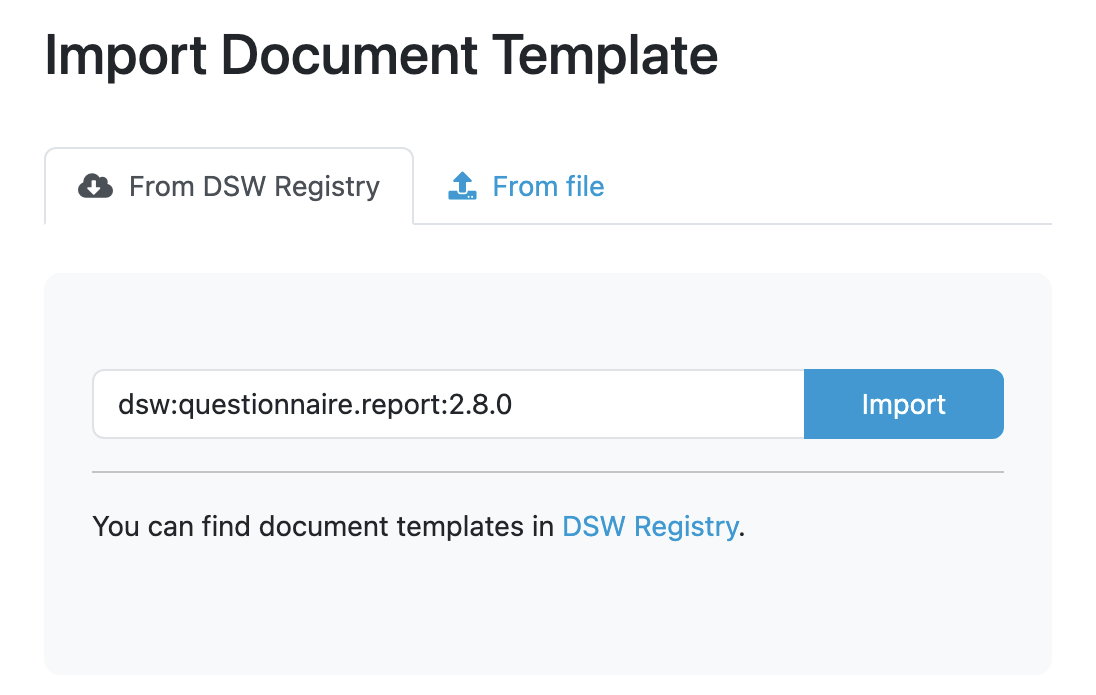 Import Document Template
From DSW Registry
From file
dsw:questionnaire.report:2.8.0
Import
You can find document templates in DSW Registry.